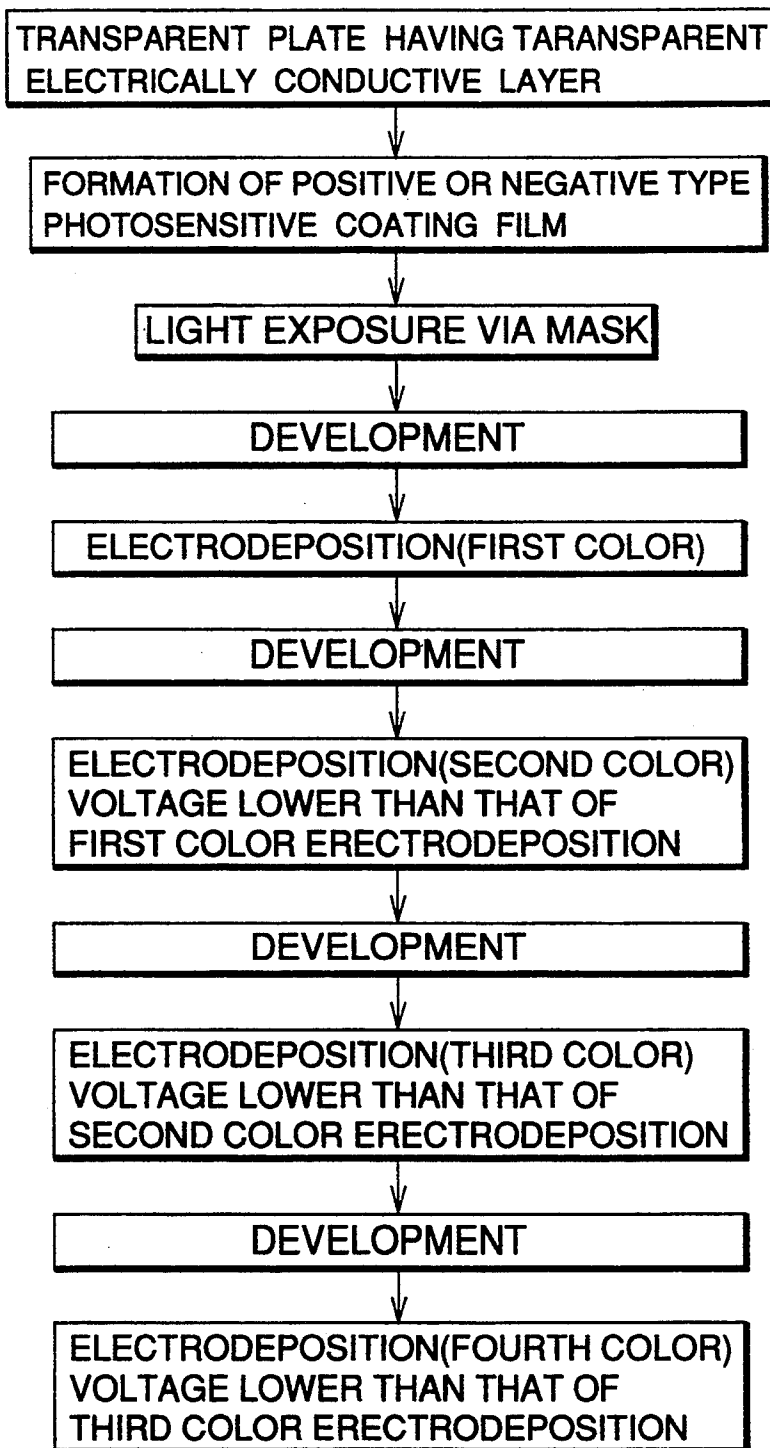 TRANSPARENT PLATE HAVING TARANSPARENT
ELECTRICALLY CONDUCTIVE LAYER
FORMATION OF POSITIVE OR NEGATIVE TYPE
PHOTOSENSITIVE COATING FILM
LIGHT EXPOSURE VIA MASK
DEVELOPMENT
ELECTRODEPOSITION(FIRST COLOR)
DEVELOPMENT
ELECTRODEPOSITION(SECOND COLOR)
VOLTAGE LOWER THAN THAT OF
FIRST COLOR ERECTRODEPOSITION
DEVELOPMENT
ELECTRODEPOSITION(THIRD COLOR)
VOLTAGE LOWER THAN THAT OF
SECOND COLOR ERECTRODEPOSITION
DEVELOPMENT
ELECTRODEPOSITION(FOURTH COLOR)
VOLTAGE LOWER THAN THAT OF
THIRD COLOR ERECTRODEPOSITION